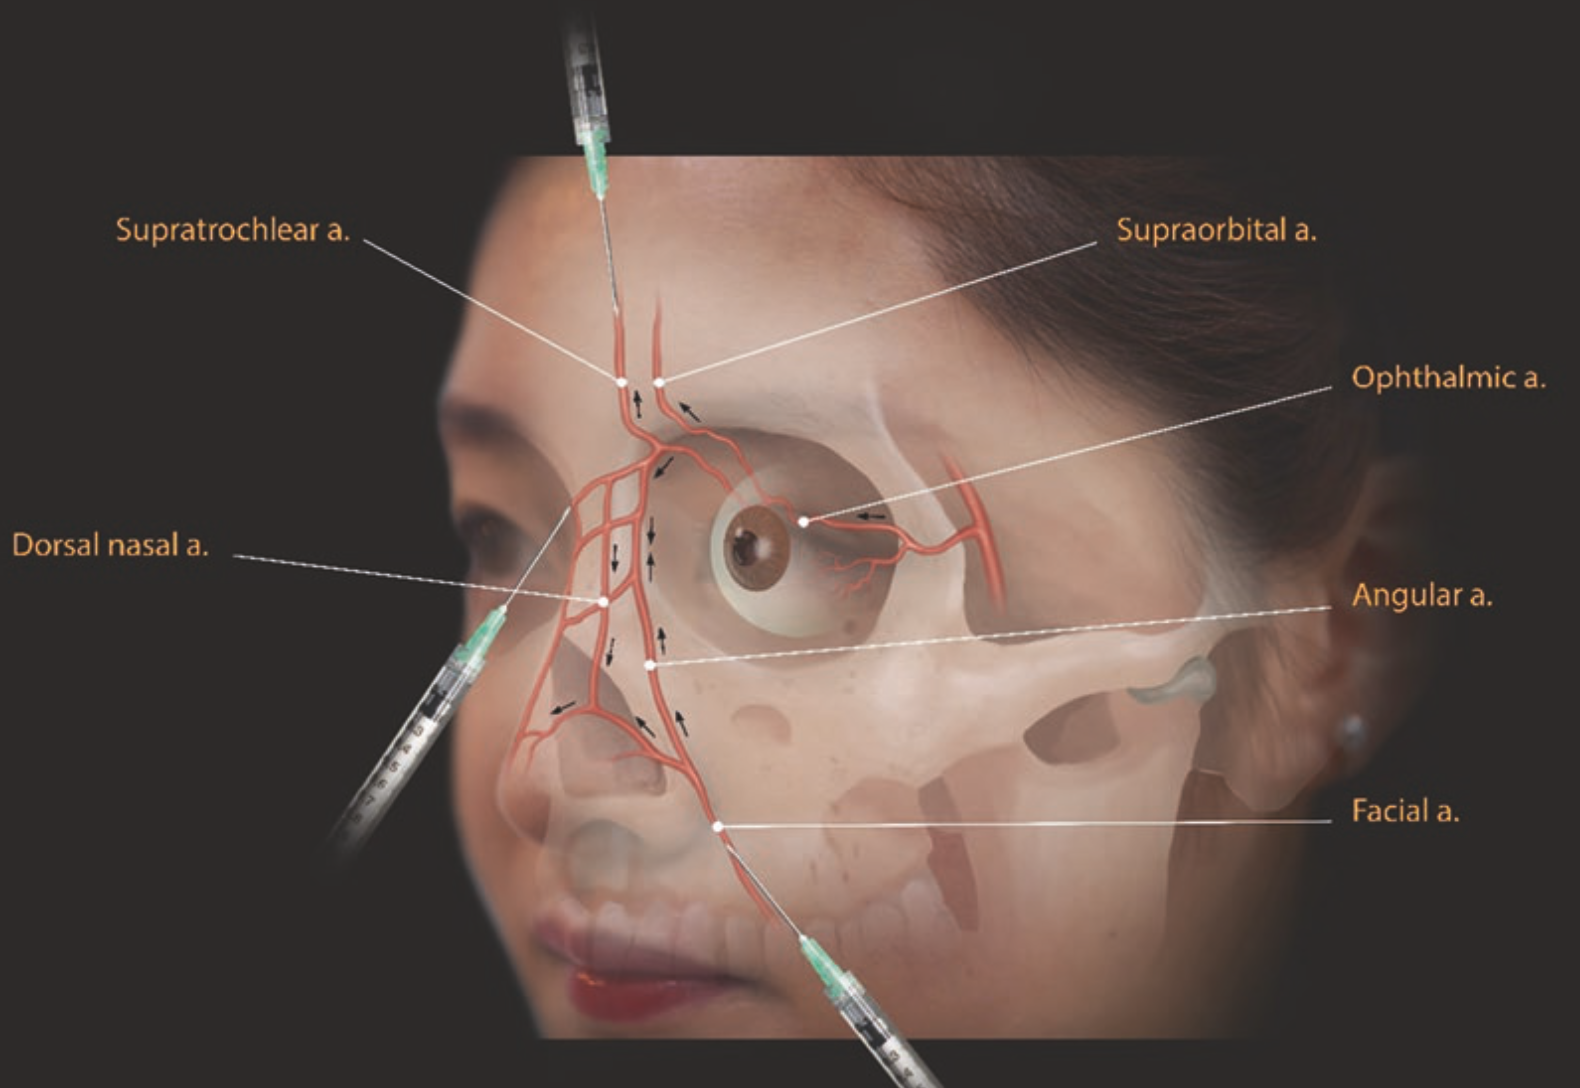 Supratrochlear a.
Supraorbital a.
Ophthalmic a.
Dorsal nasal a.
Angular a.
Facial a.